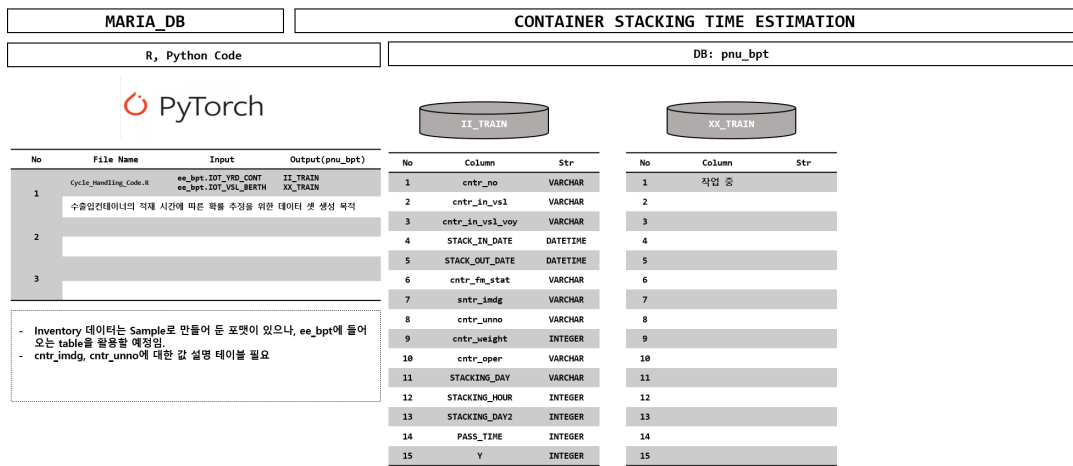 MARIA_DB
CONTAINER STACKING TIME ESTIMATION
R, Python Code
DB: pnu_bpt
PyTorch
No File Name Input Output(pnu_bpt)
1 Cycle_Handling_Code.R ee_bpt.IOT_YRD_CONT II_TRAIN
ee_bpt.IOT_VSL_BERTH XX_TRAIN
수출입컨테이너의 적재 시간에 따른 확률 추정을 위한 데이터 셋 생성 목적
2
3
- Inventory 데이터는 Sample로 만들어 둔 포맷이 있으나, ee_bpt에 들어
오는 table을 활용할 예정임.
- cntr_imdg, cntr_unno에 대한 값 설명 테이블 필요
II_TRAIN
No Column Str
1 cntr_no VARCHAR
2 cntr_in_vsl VARCHAR
3 cntr_in_vsl_voy VARCHAR
4 STACK_IN_DATE DATETIME
5 STACK_OUT_DATE DATETIME
6 cntr_fm_stat VARCHAR
7 sntr_imdg VARCHAR
8 cntr_unno VARCHAR
9 cntr_weight INTEGER
10 cntr_oper VARCHAR
11 STACKING_DAY VARCHAR
12 STACKING_HOUR INTEGER
13 STACKING_DAY2 INTEGER
14 PASS_TIME INTEGER
15 Y INTEGER
XX_TRAIN
No Column Str
1 작업 중
2
3
4
5
6
7
8
9
10
11
12
13
14
15